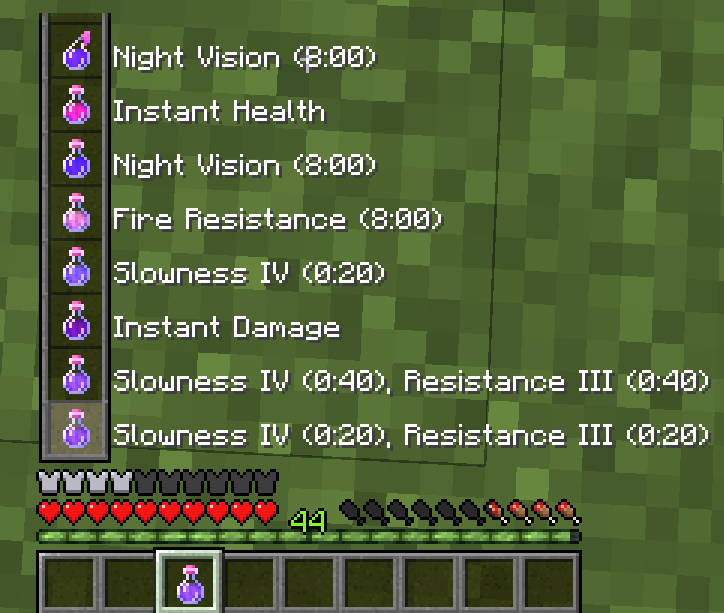 Night Vision (8:00)
Instant Health
Night Vision (8:00)
Fire Resistance (8:00)
Slowness IV (0:20)
Instant Damage
Slowness IV (0:40), Resistance III (0:40)
Slowness IV (0:20), Resistance III (0:20)
44